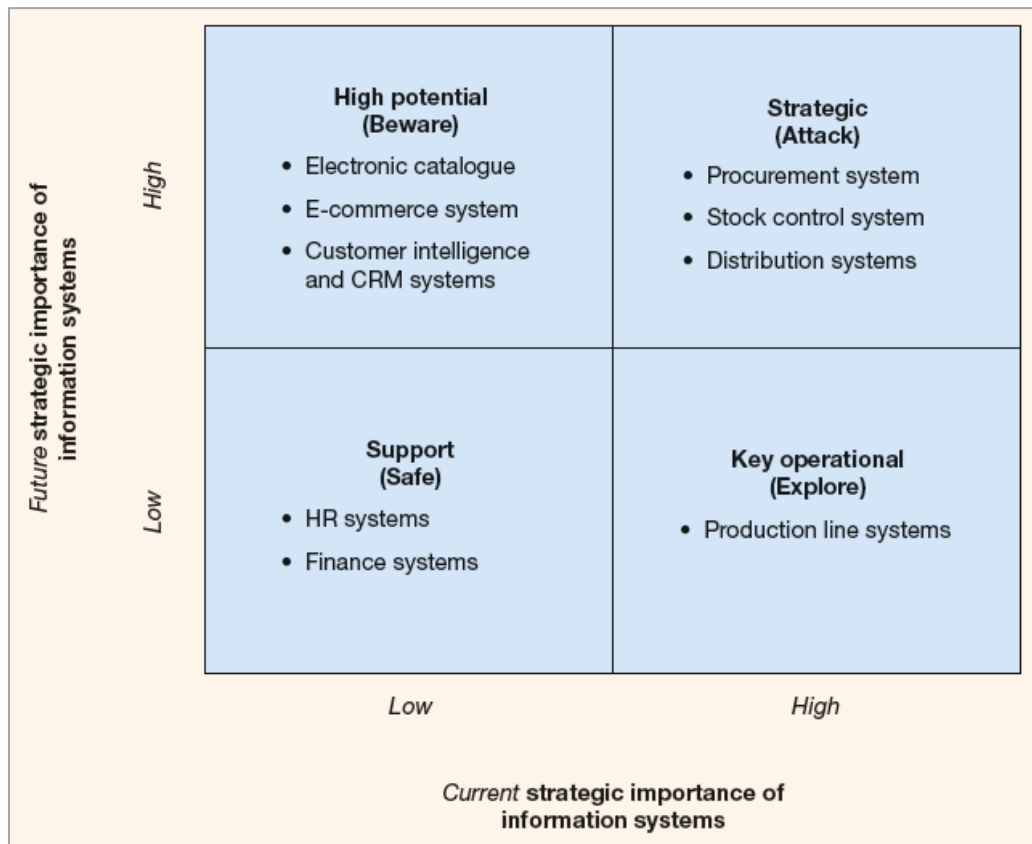 High potential
(Beware)
• Electronic catalogue
• E-commerce system
• Customer intelligence
and CRM systems
Strategic
(Attack)
• Procurement system
• Stock control system
• Distribution systems
Support
(Safe)
• HR systems
• Finance systems
Key operational
(Explore)
• Production line systems
Future strategic importance of
information systems
High
Low
Low
High
Current strategic importance of
information systems